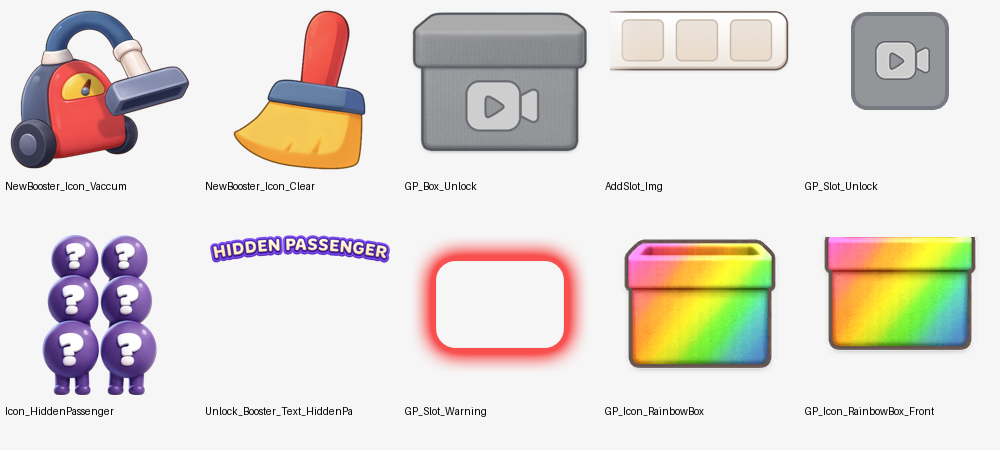 NewBooster_Icon_Vaccum
NewBooster_Icon_Clear
GP_Box_Unlock
AddSlot_Img
GP_Slot_Unlock
? ?
? ?
? ?
HIDDEN PASSENGER
Icon_HiddenPassenger
Unlock_Booster_Text_HiddenPa
GP_Slot_Warning
GP_Icon_RainbowBox
GP_Icon_RainbowBox_Front